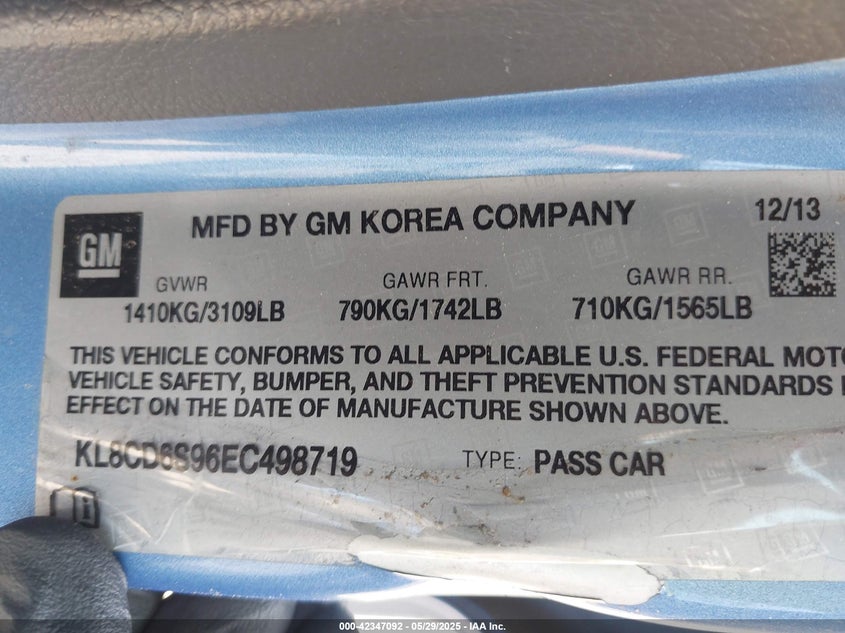 GM
MFD BY GM KOREA COMPANY
12/13
GVWR
GAWR FRT.
GAWR RR.
1410KG/3109LB
790KG/1742LB
710KG/1565LB
THIS VEHICLE CONFORMS TO ALL APPLICABLE U.S. FEDERAL MOTO
VEHICLE SAFETY, BUMPER, AND THEFT PREVENTION STANDARDS
EFFECT ON THE DATE OF MANUFACTURE SHOWN ABOVE.
KL8CD6S96EC498719
TYPE: PASS CAR
i
000-42347092 - 05/29/2025 - IAA Inc.